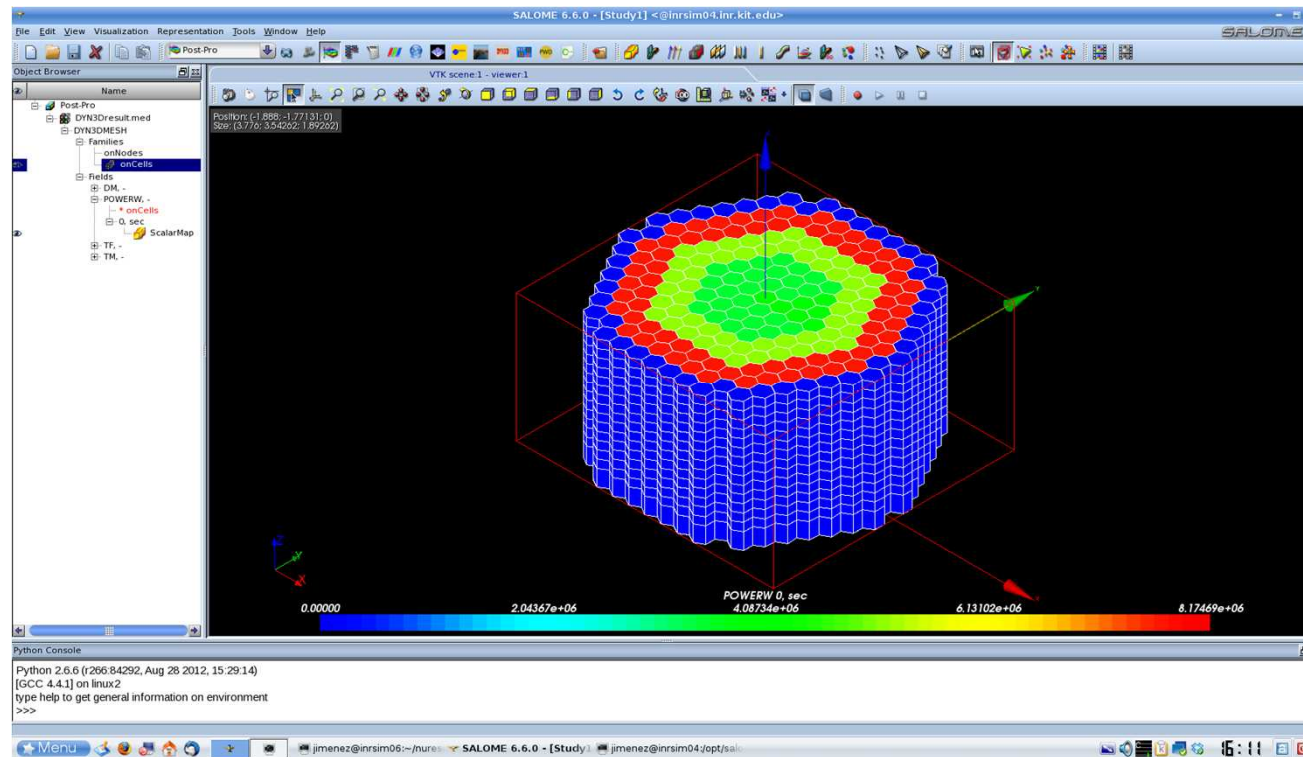 SALOME 6.6.0 - [Study1] <@inrsim04.inr.kit.edu>
File Edit View Visualization Representation Tools Window Help
SALOME
Post-Pro
Object Browser
VTK scene:1 - viewer:1
Name
Position: (-1.888; -1.77131; 0)
Size: (3.776; 3.54262; 1.89262)
Post-Pro
DYN3Dresult.med
DYN3DMESH
Families
onNodes
onCells
Fields
DM, -
POWERW, -
* onCells
0, sec
ScalarMap
TF, -
TM, -
Z
Y
X
POWERW 0, sec
0.00000 2.04367e+06 4.08734e+06 6.13102e+06 8.17469e+06
Python Console
Python 2.6.6 (r266:84292, Aug 28 2012, 15:29:14)
[GCC 4.4.1] on linux2
type help to get general information on environment
>>>
Menu jimenez@inrsim06:~/nures SALOME 6.6.0 - [Study1 jimenez@inrsim04:/opt/sal 16:11